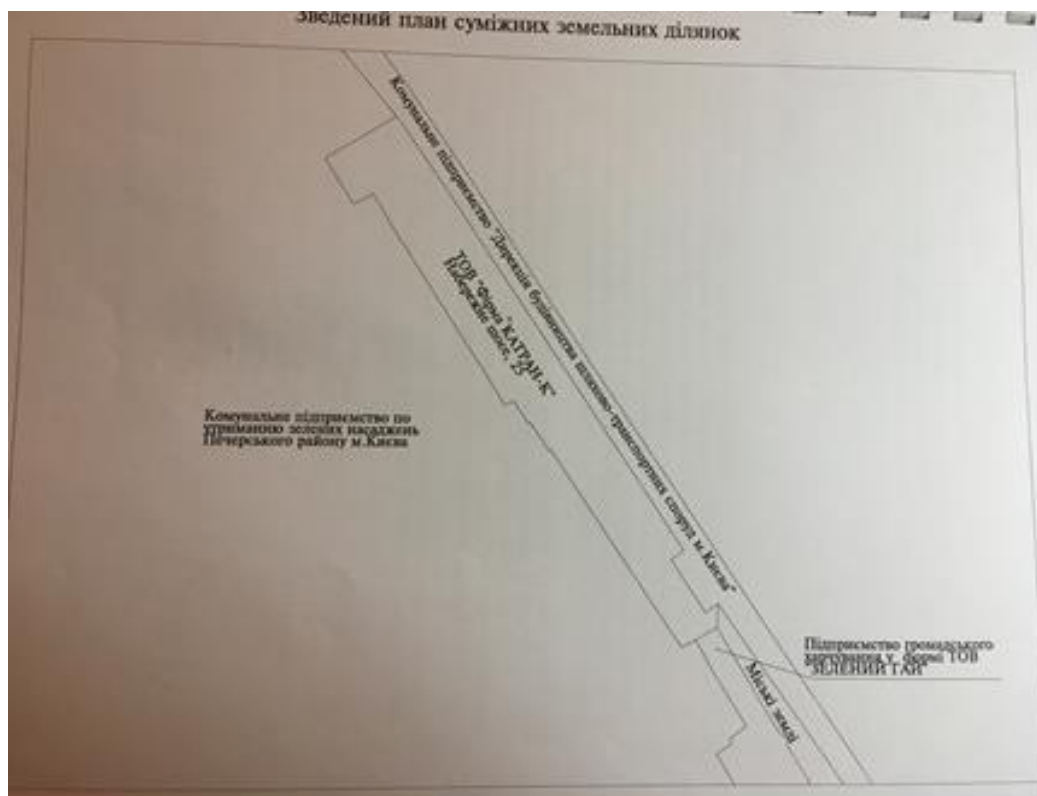 Зведений план суміжних земельних ділянок
Комунальне підприємство "Дирекція будівництва шляхово-транспортних споруд м.Києва"
ТОВ "Фірма"КАТРАН-К"
Набережне шосе, 25
Комунальне підприємство по
утриманню зелених насаджень
Печерського району м.Києва
Підприємство громадського
харчування у формі ТОВ
"ЗЕЛЕНИЙ ГАЙ"
Міські землі